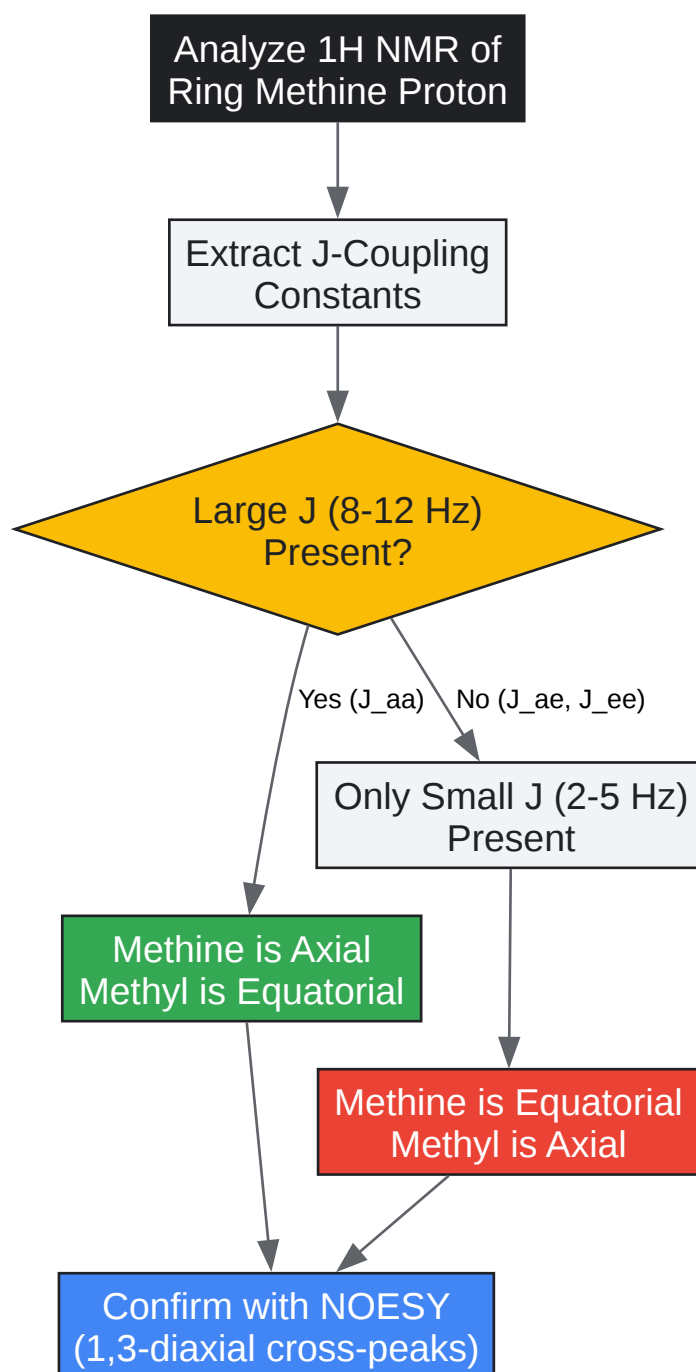 Analyze 1H NMR of
Ring Methine Proton
Extract J-Coupling
Constants
Large J (8-12 Hz)
Present?
Yes (J_aa)
No (J_ae, J_ee)
Only Small J (2-5 Hz)
Present
Methine is Axial
Methyl is Equatorial
Methine is Equatorial
Methyl is Axial
Confirm with NOESY
(1,3-diaxial cross-peaks)